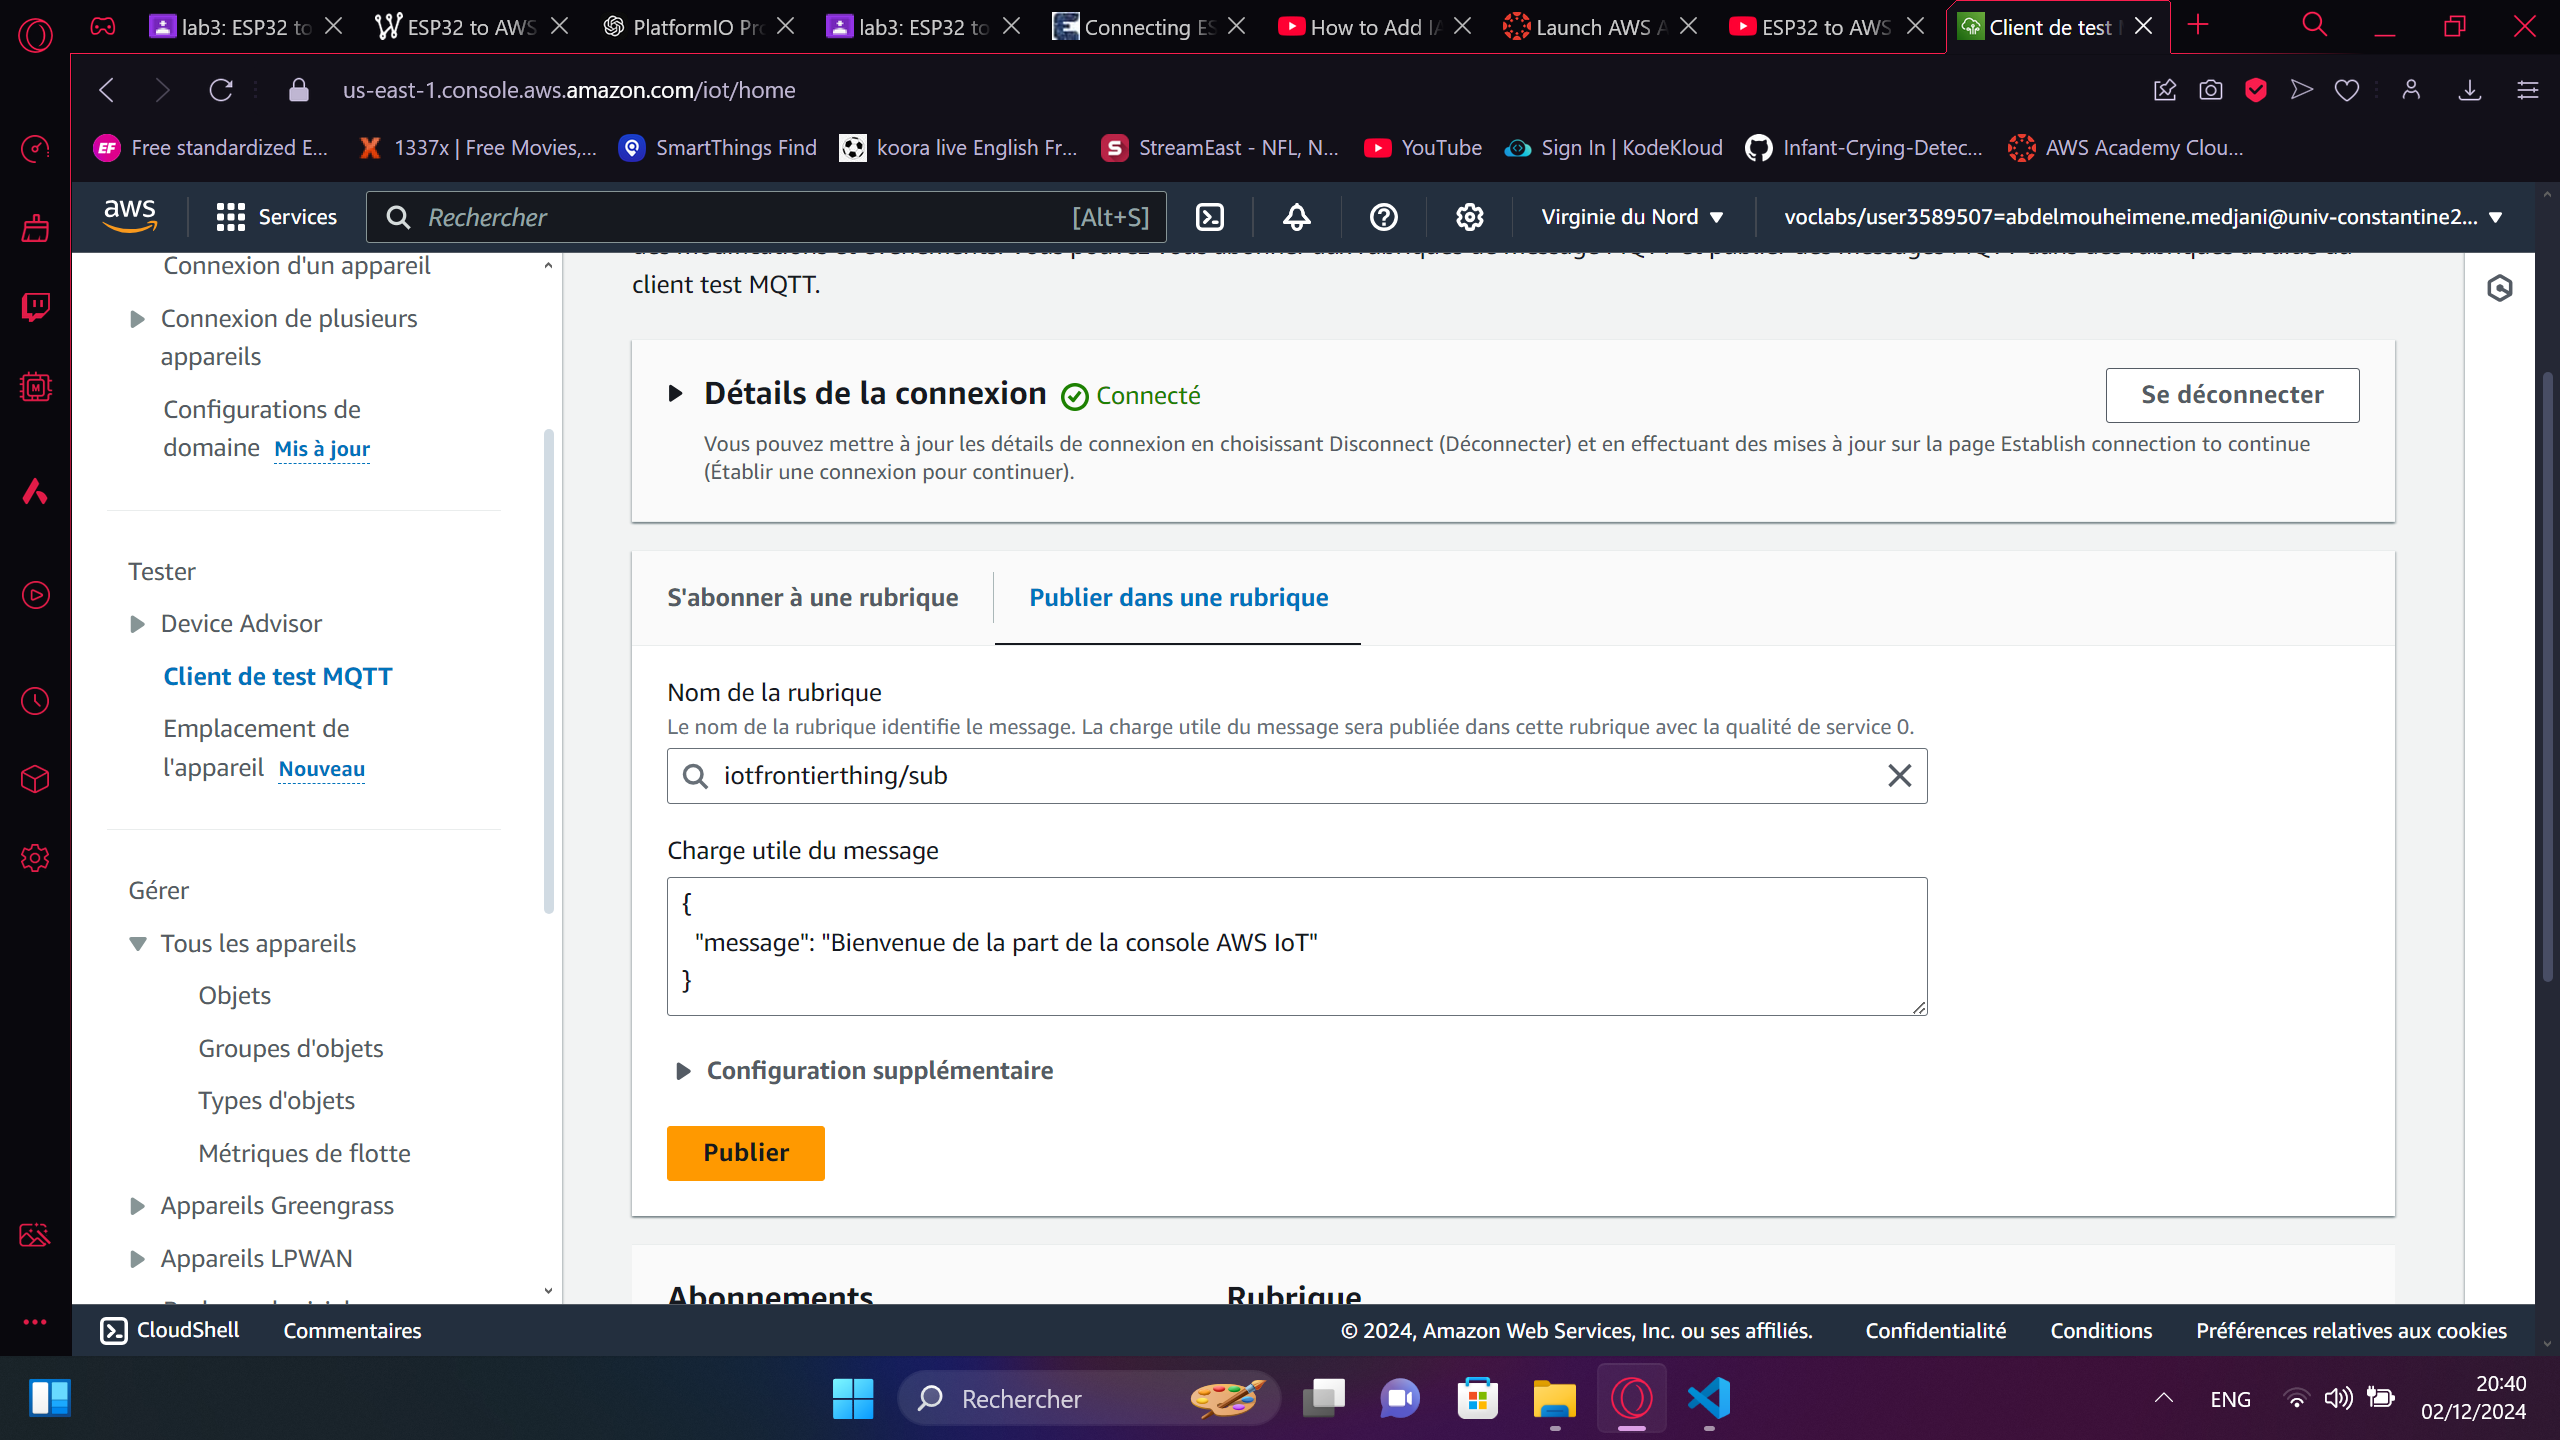 lab3: ESP32 to
ESP32 to AWS
PlatformIO Pr
lab3: ESP32 to
Connecting ES
How to Add IA
Launch AWS A
ESP32 to AWS
Client de test
us-east-1.console.aws.amazon.com/iot/home
EF Free standardized E...
1337x | Free Movies,...
SmartThings Find
koora live English Fr...
StreamEast - NFL, N...
YouTube
Sign In | KodeKloud
Infant-Crying-Detec...
AWS Academy Clou...
aws
Services
Rechercher
[Alt+S]
Virginie du Nord
voclabs/user3589507=abdelmouheimene.medjani@univ-constantine2...
Connexion d'un appareil
Connexion de plusieurs
appareils
Configurations de
domaine Mis à jour
Tester
Device Advisor
Client de test MQTT
Emplacement de
l'appareil Nouveau
Gérer
Tous les appareils
Objets
Groupes d'objets
Types d'objets
Métriques de flotte
Appareils Greengrass
Appareils LPWAN
client test MQTT.
Détails de la connexion
Connecté
Se déconnecter
Vous pouvez mettre à jour les détails de connexion en choisissant Disconnect (Déconnecter) et en effectuant des mises à jour sur la page Establish connection to continue
(Établir une connexion pour continuer).
S'abonner à une rubrique
Publier dans une rubrique
Nom de la rubrique
Le nom de la rubrique identifie le message. La charge utile du message sera publiée dans cette rubrique avec la qualité de service 0.
iotfrontierthing/sub
Charge utile du message
{
"message": "Bienvenue de la part de la console AWS IoT"
}
Configuration supplémentaire
Publier
Abonnements
Rubrique
CloudShell
Commentaires
© 2024, Amazon Web Services, Inc. ou ses affiliés.
Confidentialité
Conditions
Préférences relatives aux cookies
Rechercher
ENG
20:40
02/12/2024